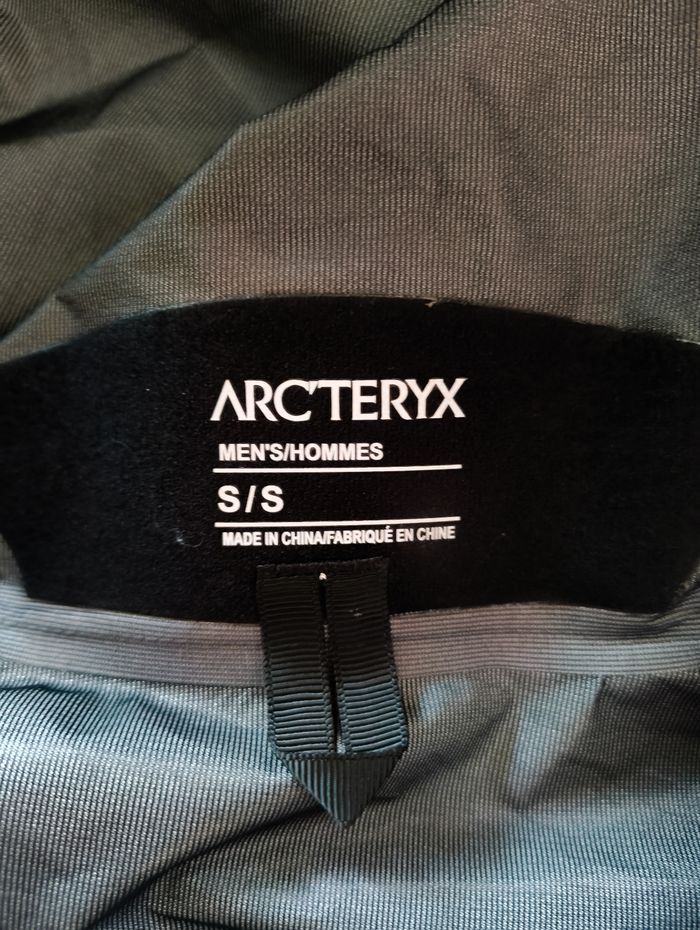 ARC'TERYX
MEN'S/HOMMES
S/S
MADE IN CHINA/FABRIQUÉ EN CHINE